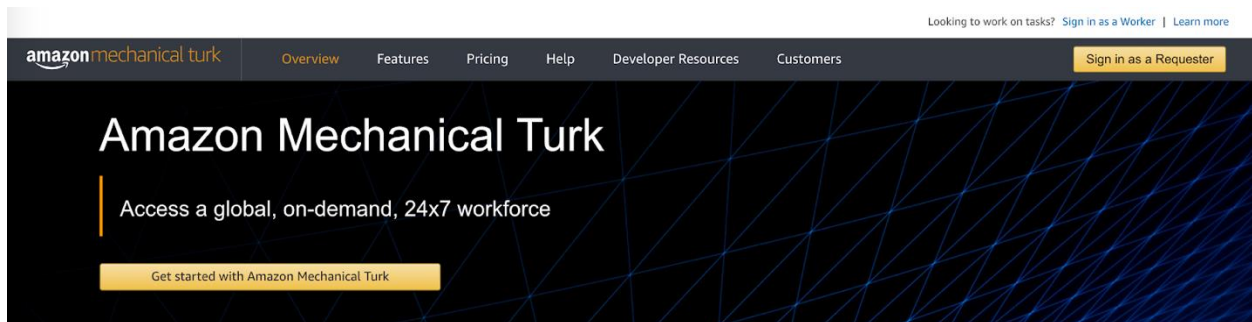 Looking to work on tasks? Sign in as a Worker | Learn more
amazon mechanical turk Overview Features Pricing Help Developer Resources Customers Sign in as a Requester
Amazon Mechanical Turk
Access a global, on-demand, 24x7 workforce
Get started with Amazon Mechanical Turk